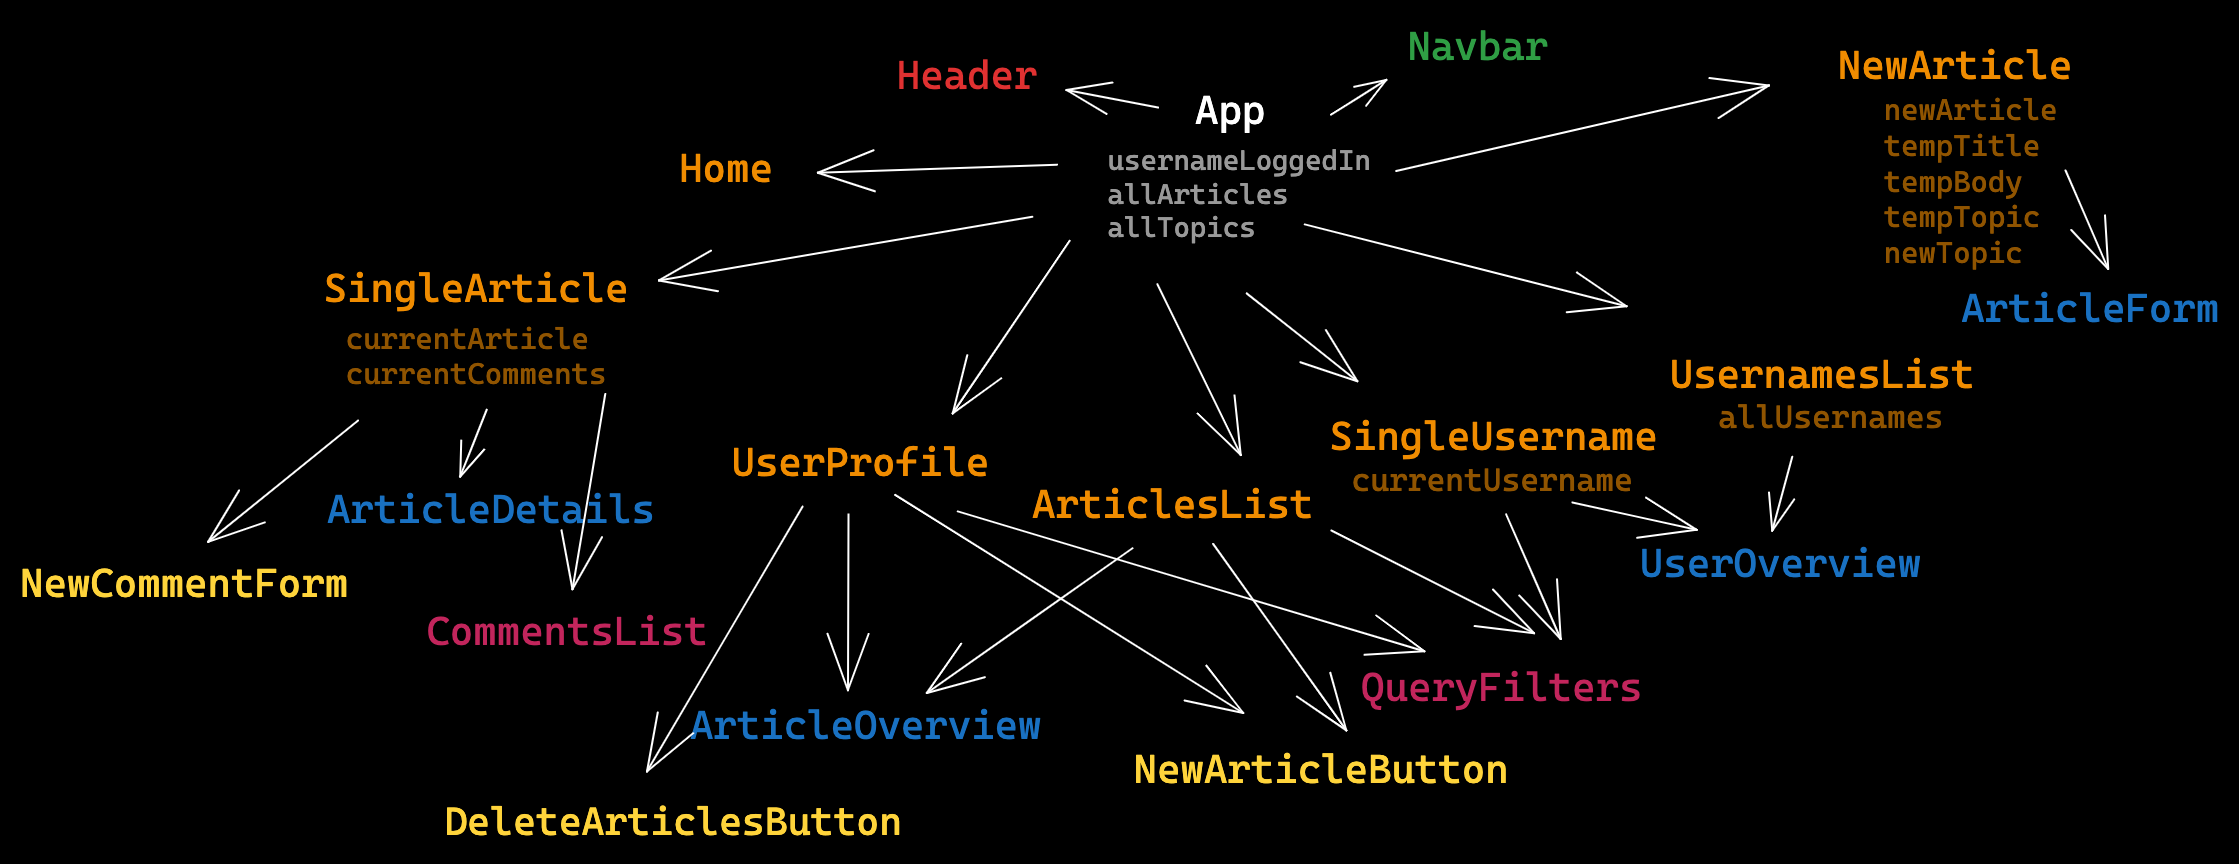 Navbar
Header
NewArticle
App
newArticle
tempTitle
tempBody
tempTopic
newTopic
usernameLoggedIn
allArticles
allTopics
Home
SingleArticle
currentArticle
currentComments
ArticleForm
UsernamesList
allUsernames
SingleUsername
currentUsername
UserProfile
ArticlesList
ArticleDetails
UserOverview
NewCommentForm
CommentsList
QueryFilters
ArticleOverview
NewArticleButton
DeleteArticlesButton